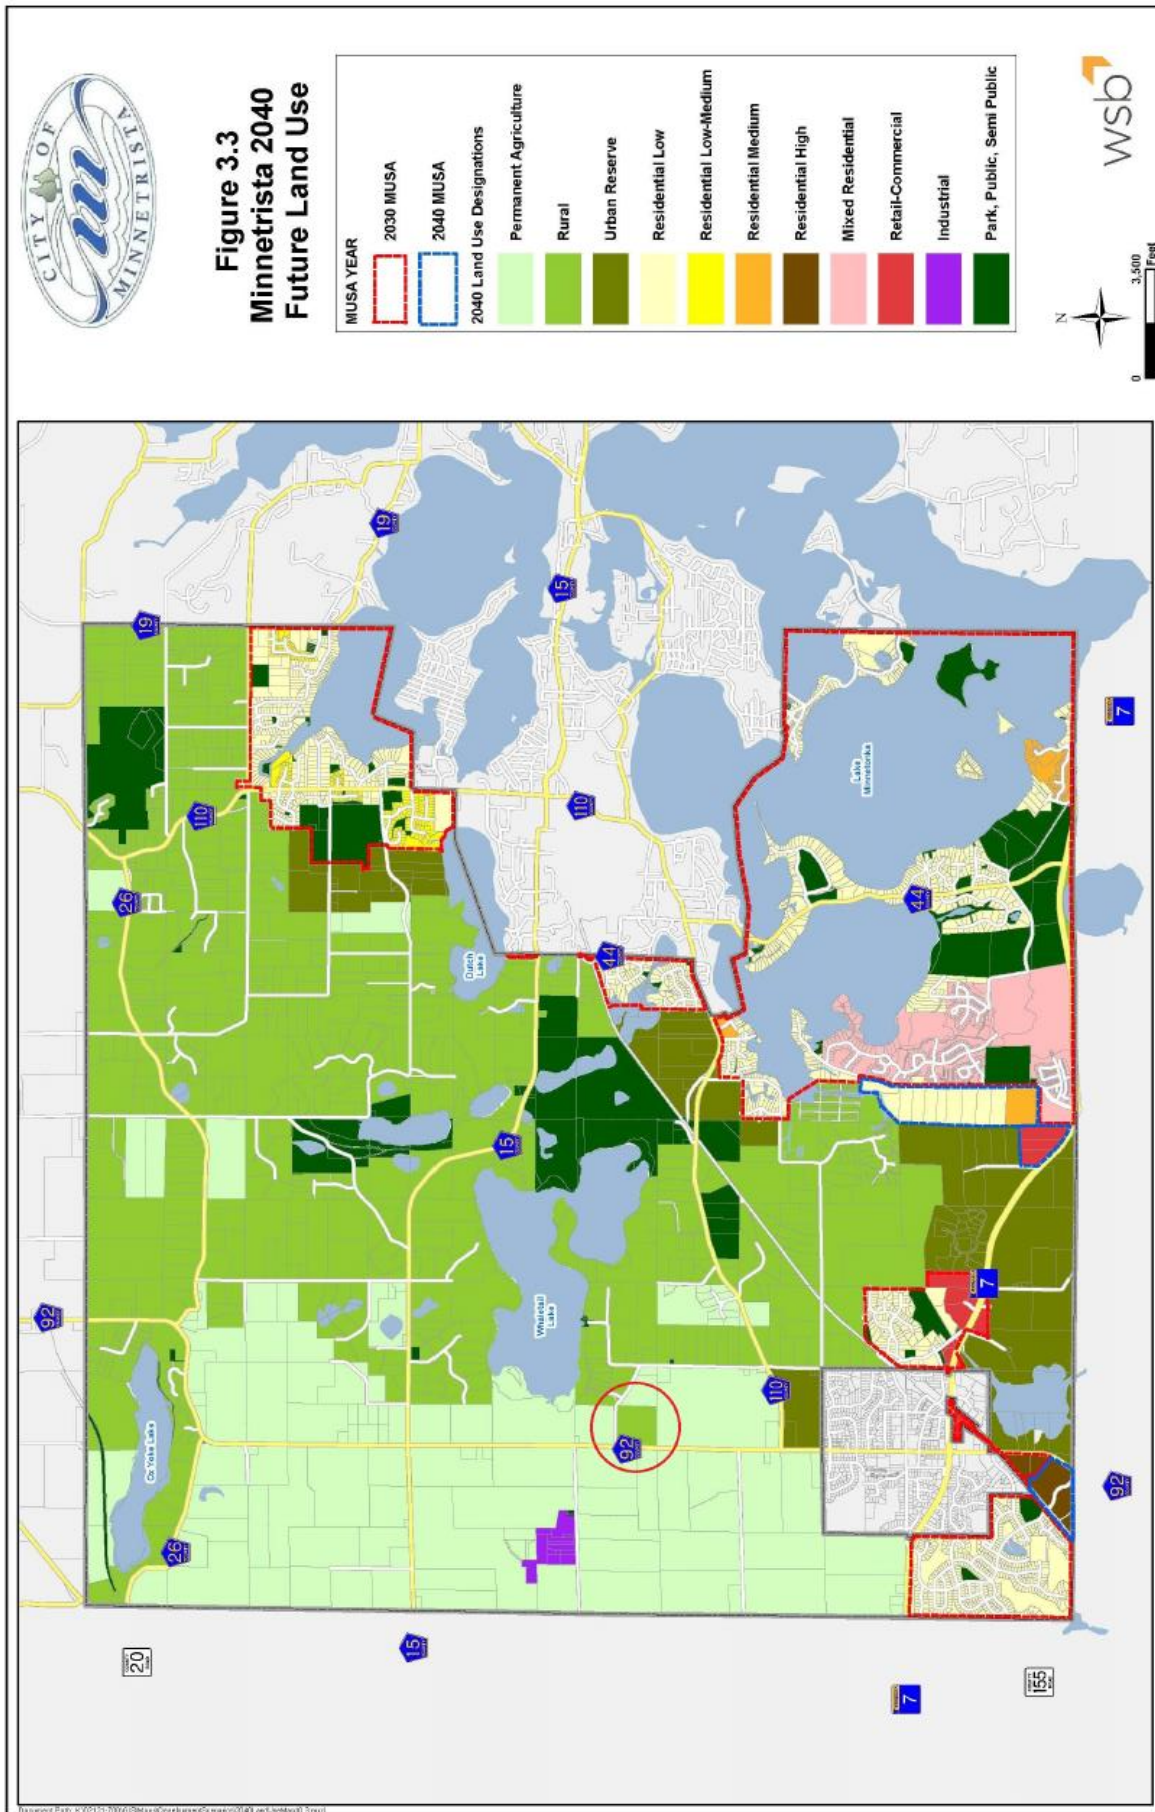 CITY OF
m
MINNETRISTA
Figure 3.3
Minnetrista 2040
Future Land Use
MUSA YEAR
2030 MUSA
2040 MUSA
2040 Land Use Designations
Permanent Agriculture
Rural
Urban Reserve
Residential Low
Residential Low-Medium
Residential Medium
Residential High
Mixed Residential
Retail-Commercial
Industrial
Park, Public, Semi Public
N
0
3,500
Feet
wsb
92
19
19
26
110
Ox Yoke Lake
26
20
15
15
15
Dutch
Lake
110
44
Whaletail
Lake
92
110
Lake
Minnetonka
44
7
7
7
92
155